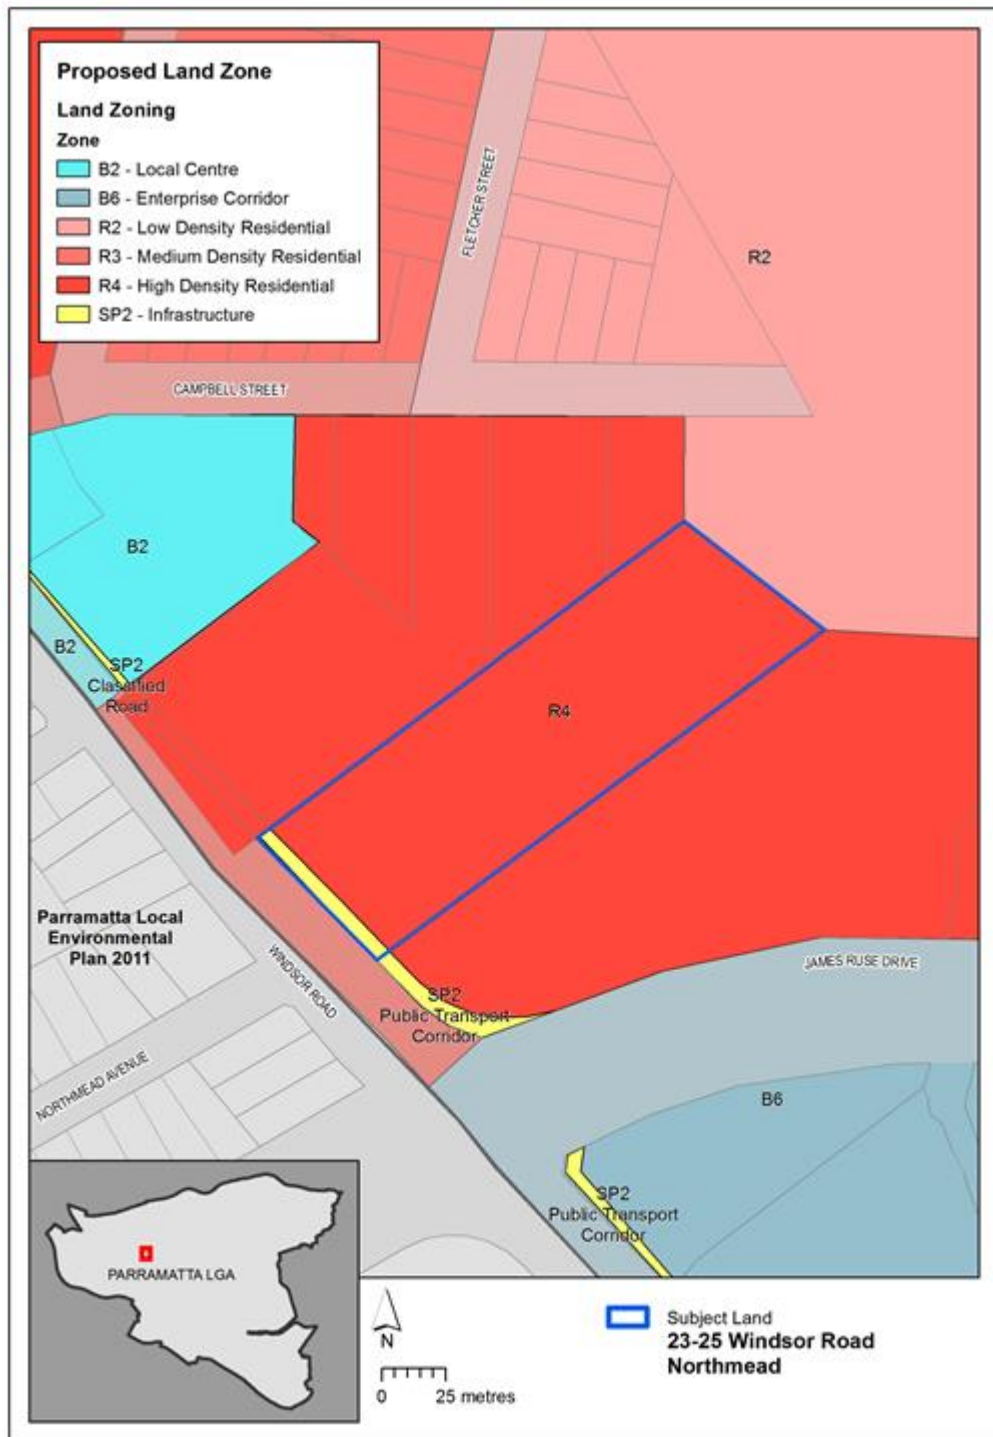 Proposed Land Zone
Land Zoning
Zone
B2 - Local Centre
B6 - Enterprise Corridor
R2 - Low Density Residential
R3 - Medium Density Residential
R4 - High Density Residential
SP2 - Infrastructure
FLETCHER STREET
R2
CAMPBELL STREET
B2
B2
SP2
Classified
Road
R4
Parramatta Local
Environmental
Plan 2011
WINDSOR ROAD
JAMES RUSE DRIVE
SP2
Public Transport
Corridor
NORTHMEAD AVENUE
B6
SP2
Public Transport
Corridor
PARRAMATTA LGA
N
0 25 metres
Subject Land
23-25 Windsor Road
Northmead